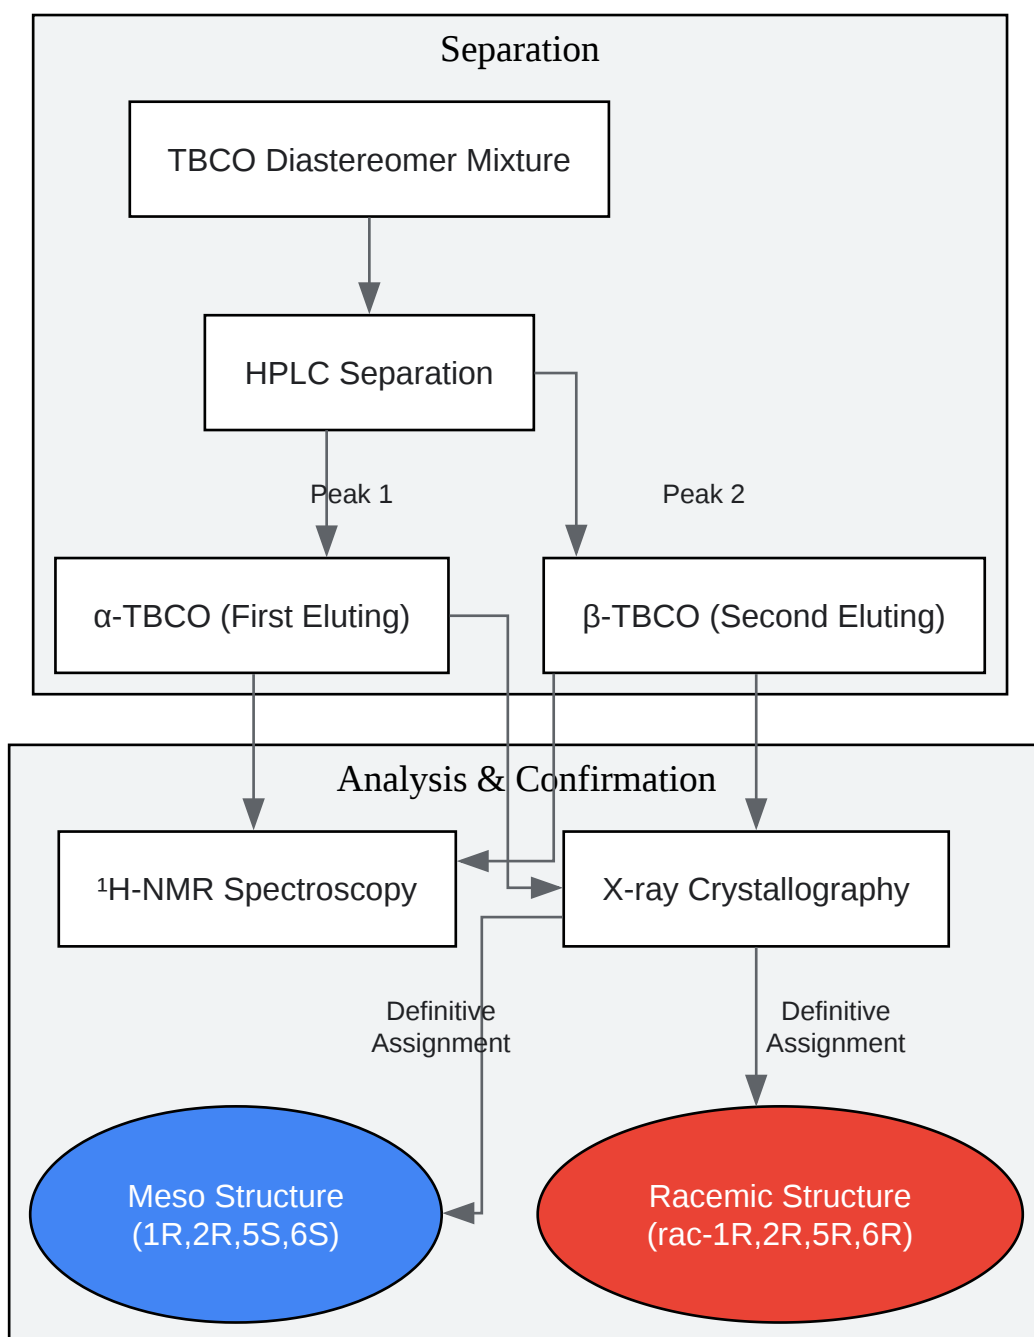 Separation
TBCO Diastereomer Mixture
HPLC Separation
Peak 1
Peak 2
α-TBCO (First Eluting)
β-TBCO (Second Eluting)
Analysis & Confirmation
¹H-NMR Spectroscopy
X-ray Crystallography
Definitive
Assignment
Definitive
Assignment
Meso Structure
(1R,2R,5S,6S)
Racemic Structure
(rac-1R,2R,5R,6R)